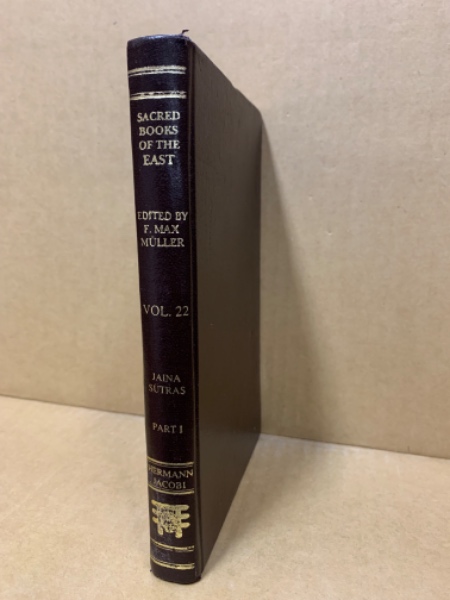 SACRED
BOOKS
OF THE
EAST
EDITED BY
F. MAX
MÜLLER
VOL. 22
JAINA
SUTRAS
PART I
HERMANN
JACOBI